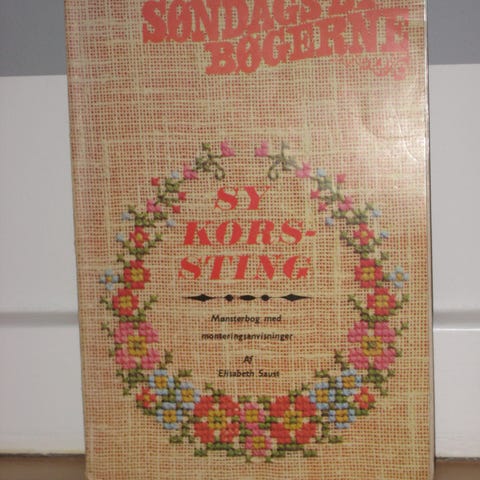 SØNDAGS
BØGERNE
SY
KORS-
STING
Mønsterbog med
monteringsanvisninger
Af
Elisabeth Saust